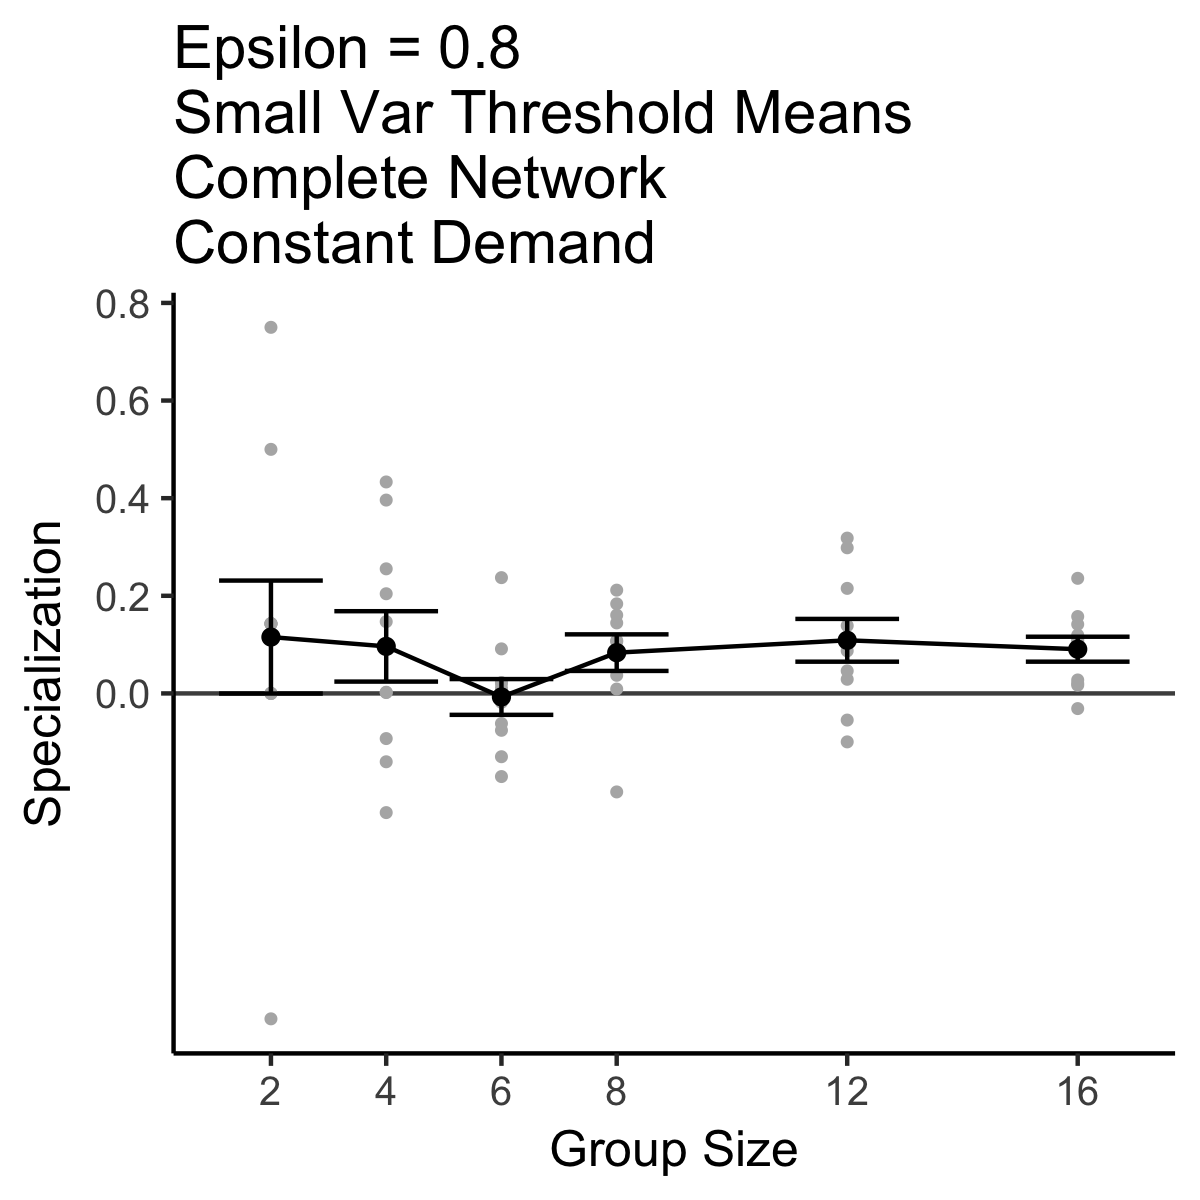 Epsilon = 0.8
Small Var Threshold Means
Complete Network
Constant Demand
0.8
0.6
0.4
0.2
0.0
Specialization
2 4 6 8 12 16
Group Size